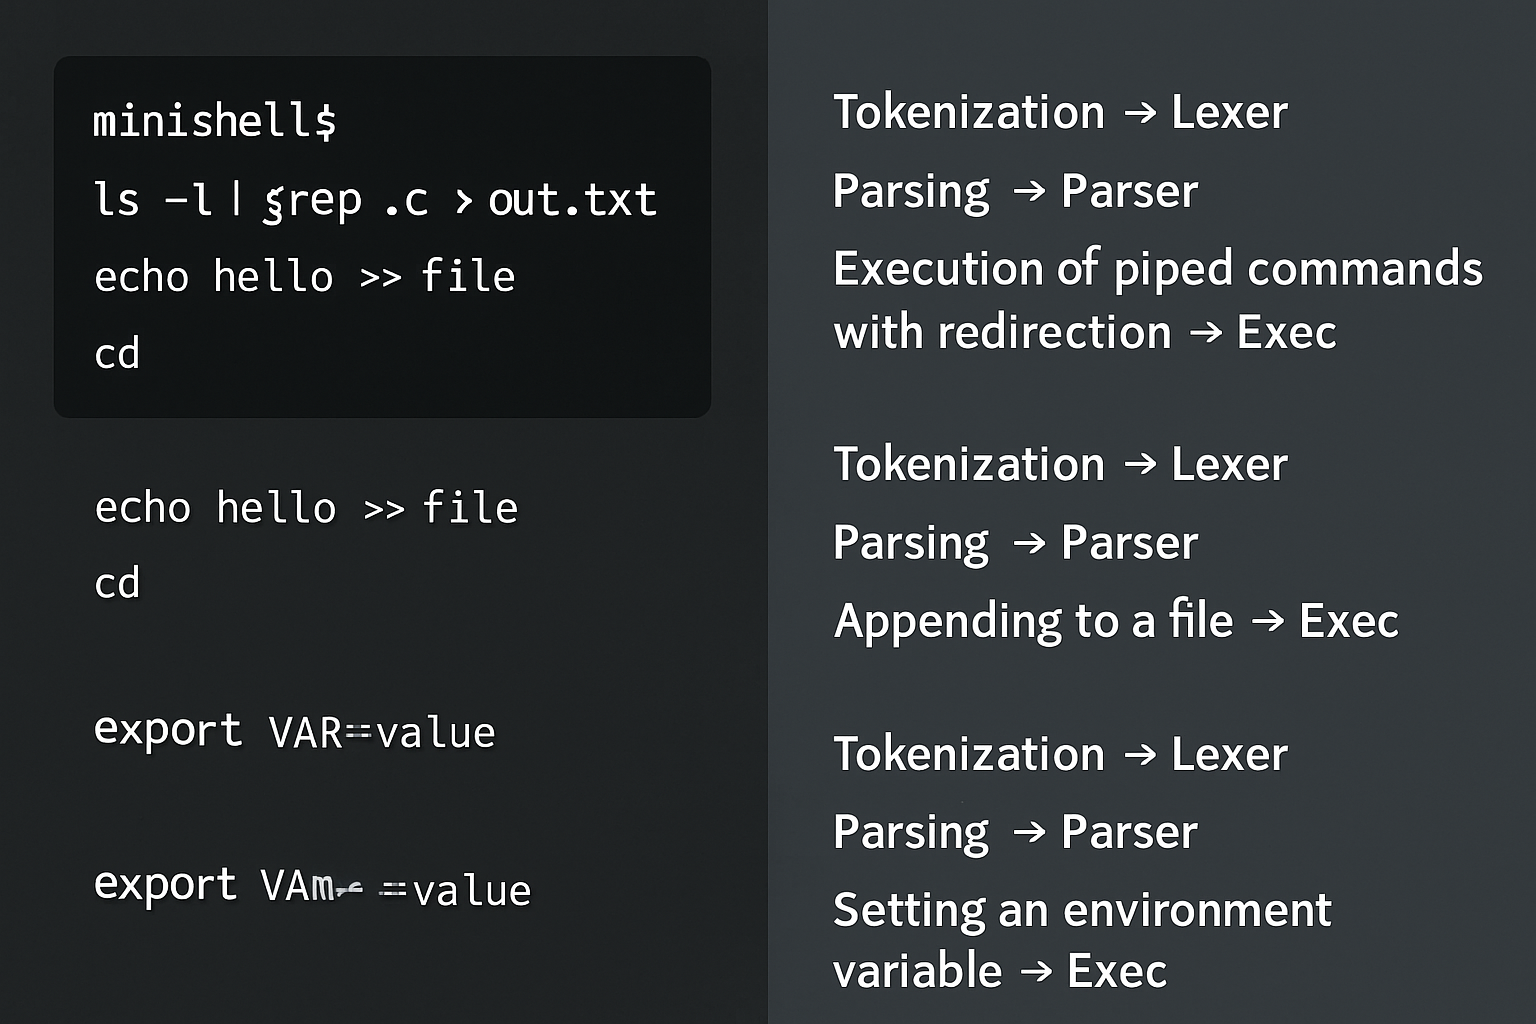 minishell$
ls -l | grep .c > out.txt
echo hello >> file
cd
echo hello >> file
cd
export VAR=value
export =value
Tokenization → Lexer
Parsing → Parser
Execution of piped commands
with redirection → Exec
Tokenization → Lexer
Parsing → Parser
Appending to a file → Exec
Tokenization → Lexer
Parsing → Parser
Setting an environment
variable → Exec